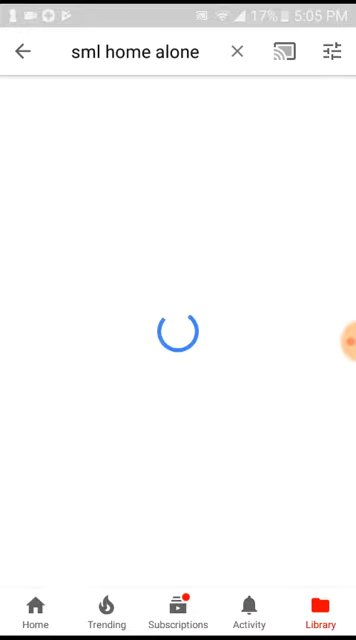 17% 5:05 PM
sml home alone
Home Trending Subscriptions Activity Library